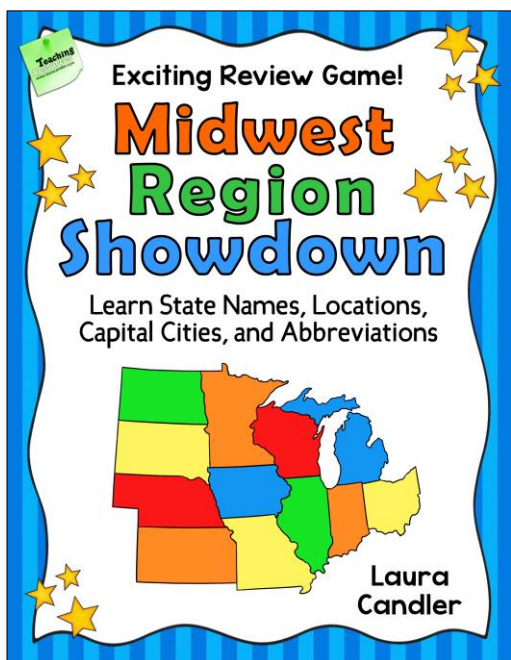 Teaching
Exciting Review Game!
Midwest
Region
Showdown
Learn State Names, Locations,
Capital Cities, and Abbreviations
Laura
Candler